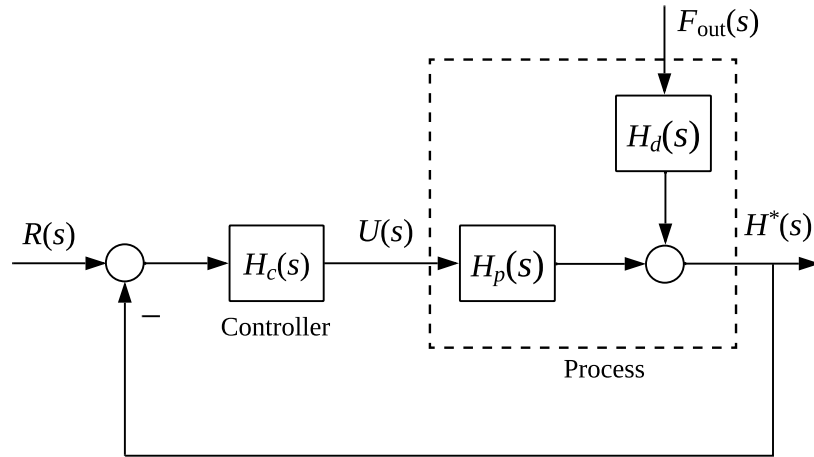 F_out(s)
H_d(s)
R(s)
U(s)
H*(s)
H_c(s)
H_p(s)
−
Controller
Process